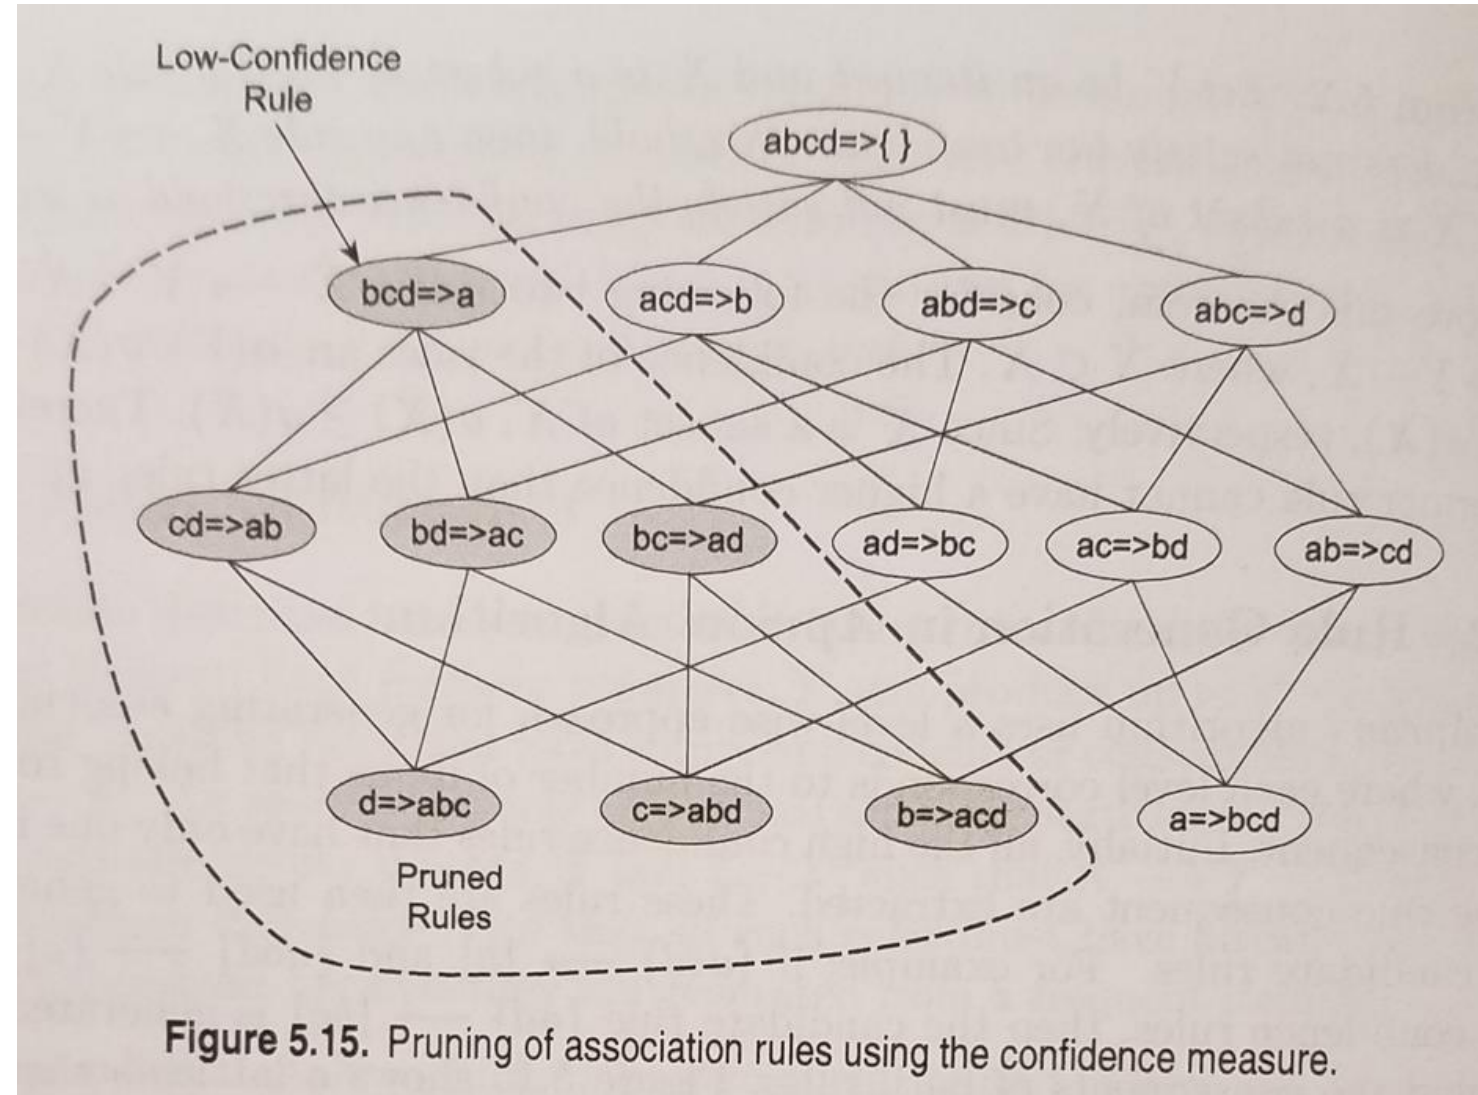 Low-Confidence
Rule
abcd=>{ }
bcd=>a
acd=>b
abd=>c
abc=>d
cd=>ab
bd=>ac
bc=>ad
ad=>bc
ac=>bd
ab=>cd
d=>abc
c=>abd
b=>acd
a=>bcd
Pruned
Rules
Figure 5.15. Pruning of association rules using the confidence measure.